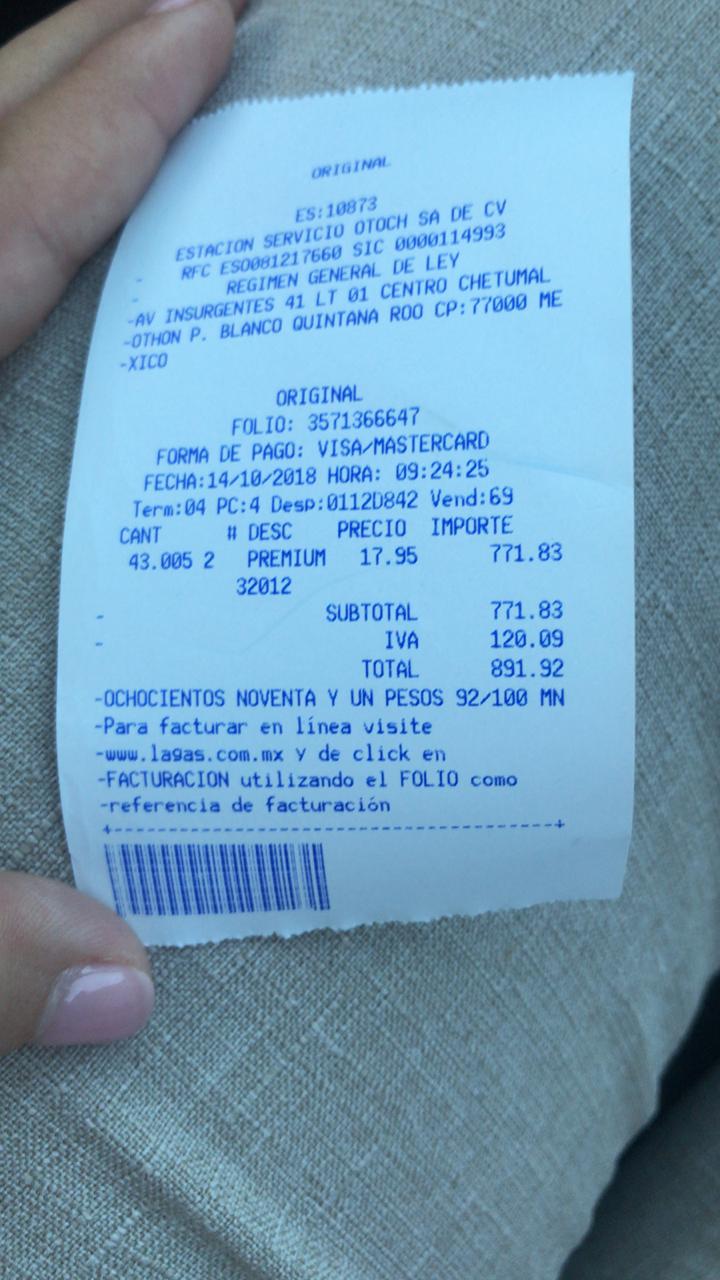 ORIGINAL
ES:10873
ESTACION SERVICIO OTOCH SA DE CV
- RFC ESO081217660 SIC 0000114993
- REGIMEN GENERAL DE LEY
-AV INSURGENTES 41 LT 01 CENTRO CHETUMAL
-OTHON P. BLANCO QUINTANA ROO CP:77000 ME
-XICO
ORIGINAL
FOLIO: 3571366647
FORMA DE PAGO: VISA/MASTERCARD
FECHA:14/10/2018 HORA: 09:24:25
Term:04 PC:4 Desp:0112D842 Vend:69
CANT # DESC PRECIO IMPORTE
43.005 2 PREMIUM 17.95 771.83
32012
- SUBTOTAL 771.83
- IVA 120.09
TOTAL 891.92
-OCHOCIENTOS NOVENTA Y UN PESOS 92/100 MN
-Para facturar en línea visite
-www.lagas.com.mx y de click en
-FACTURACION utilizando el FOLIO como
-referencia de facturación
+----------------------------------------+